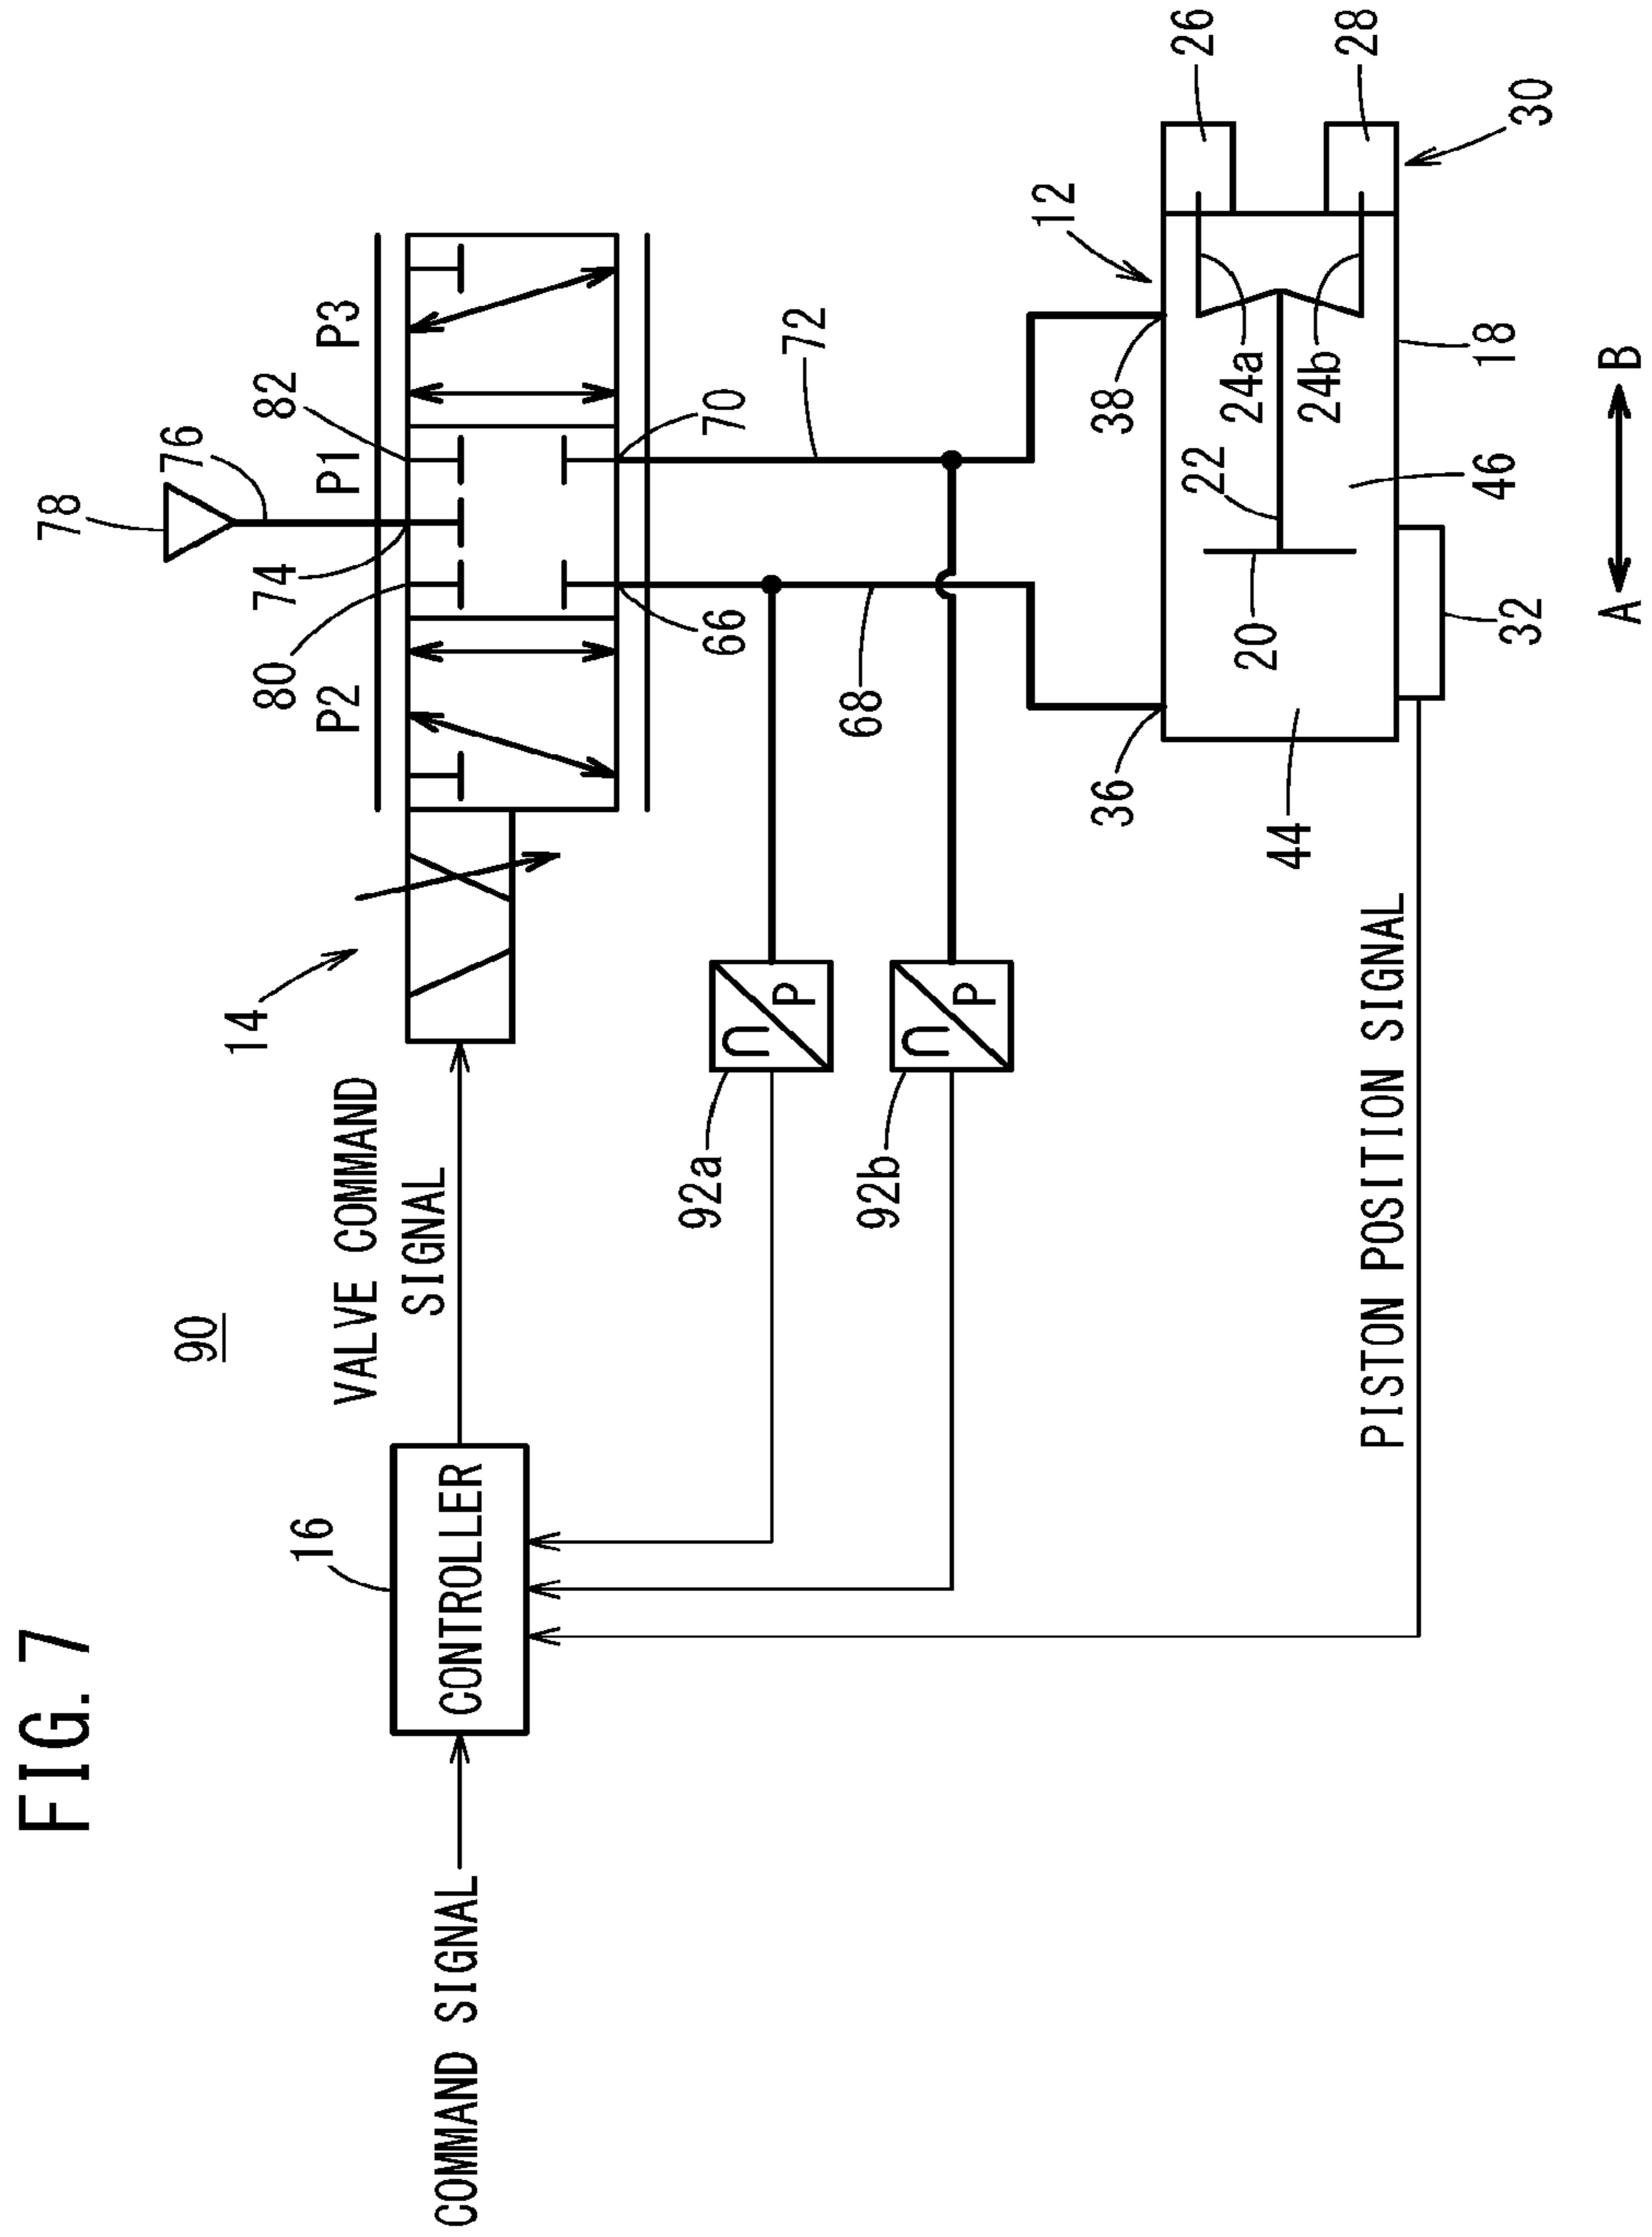 FIG. 7
90
COMMAND SIGNAL
CONTROLLER
16
VALVE COMMAND
SIGNAL
14
P2
P1
P3
80
74
82
76
78
66
70
68
72
92a
U
P
92b
U
P
PISTON POSITION SIGNAL
12
36
38
44
20
22
46
24a
24b
26
28
30
18
32
A
B